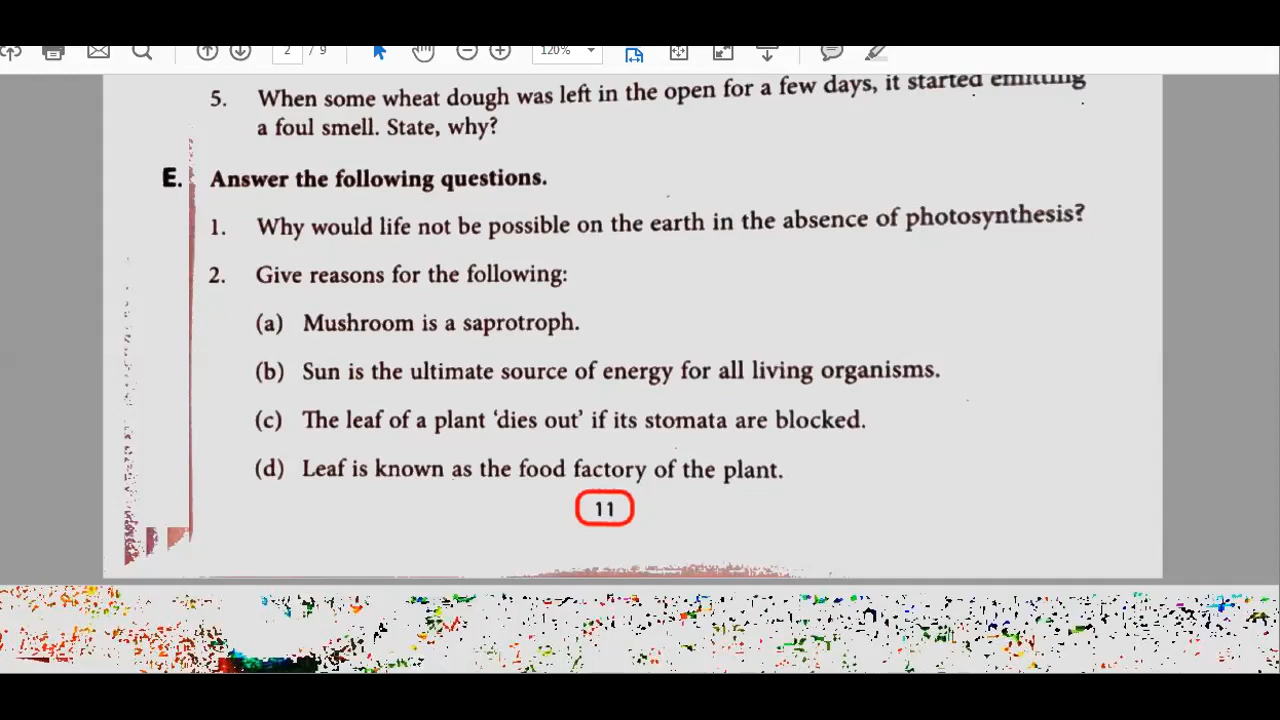 2 / 9
120%
5. When some wheat dough was left in the open for a few days, it started emitting
a foul smell. State, why?
E. Answer the following questions.
1. Why would life not be possible on the earth in the absence of photosynthesis?
2. Give reasons for the following:
(a) Mushroom is a saprotroph.
(b) Sun is the ultimate source of energy for all living organisms.
(c) The leaf of a plant ‘dies out’ if its stomata are blocked.
(d) Leaf is known as the food factory of the plant.
11